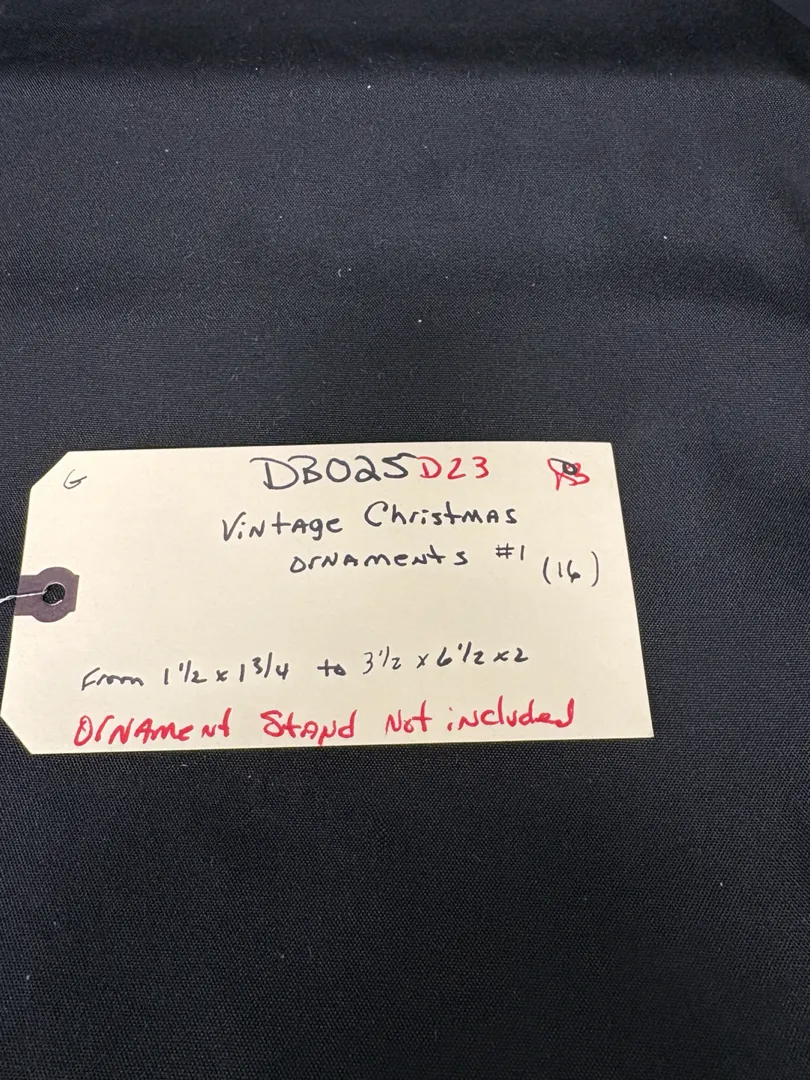 G DB025D23
Vintage Christmas
ornaments #1 (16)
From 1 1/2 x 1 3/4 to 3 1/2 x 6 1/2 x 2
Ornament Stand Not included